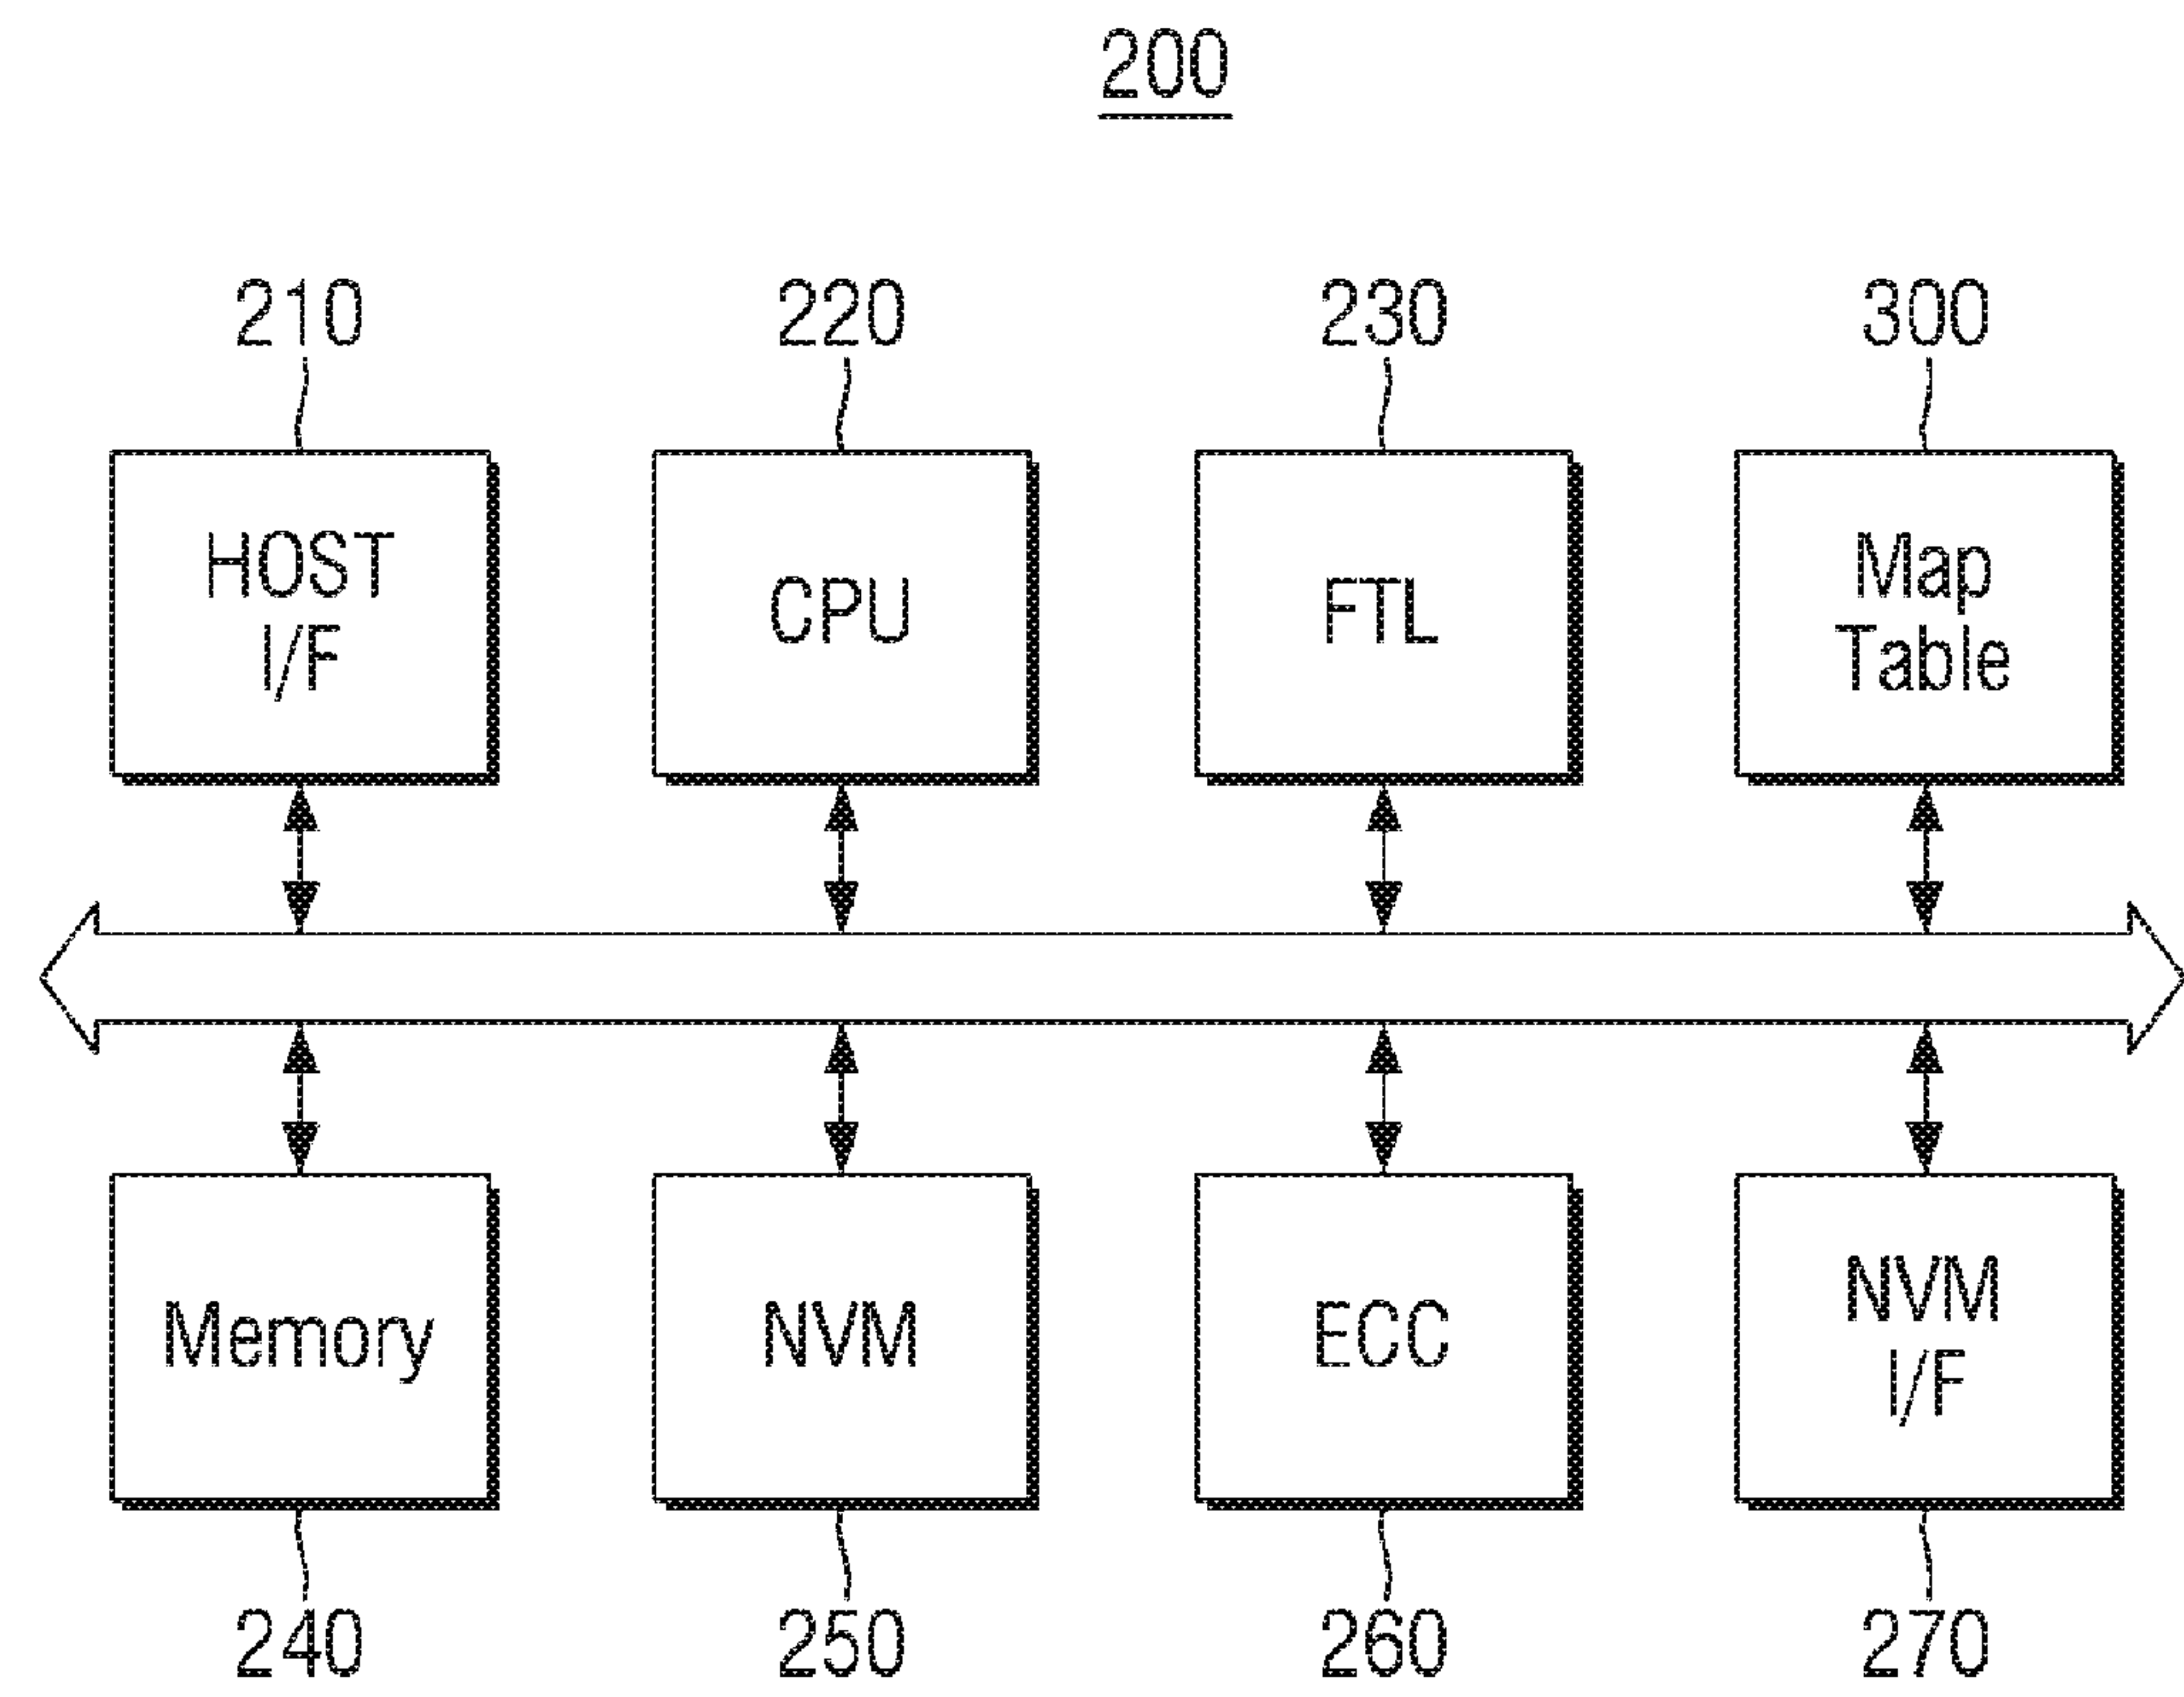 200
210
220
230
300
HOST
I/F
CPU
FTL
Map
Table
Memory
NVM
ECC
NVM
I/F
240
250
260
270